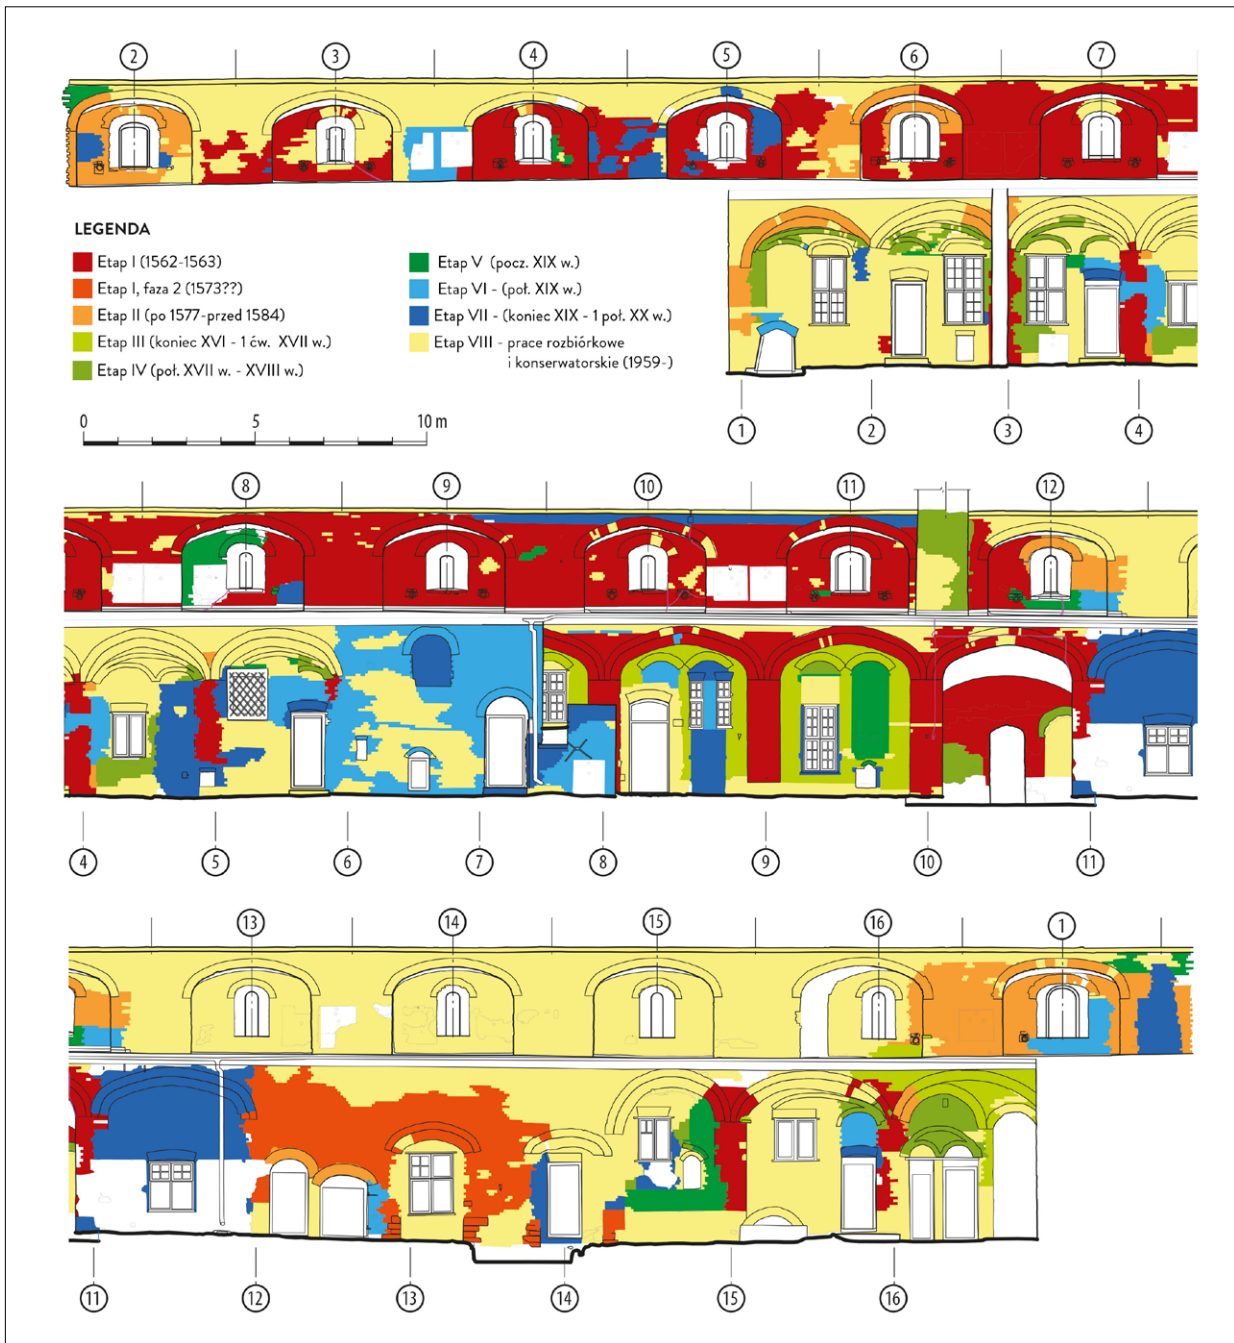 2 3 4 5 6 7
LEGENDA
Etap I (1562-1563)
Etap I, faza 2 (1573??)
Etap II (po 1577-przed 1584)
Etap III (koniec XVI - 1 ćw. XVII w.)
Etap IV (poł. XVII w. - XVIII w.)
Etap V (pocz. XIX w.)
Etap VI - (poł. XIX w.)
Etap VII - (koniec XIX - 1 poł. XX w.)
Etap VIII - prace rozbiórkowe
i konserwatorskie (1959-)
0 5 10 m
1 2 3 4
8 9 10 11 12
4 5 6 7 8 9 10 11
13 14 15 16 1
11 12 13 14 15 16